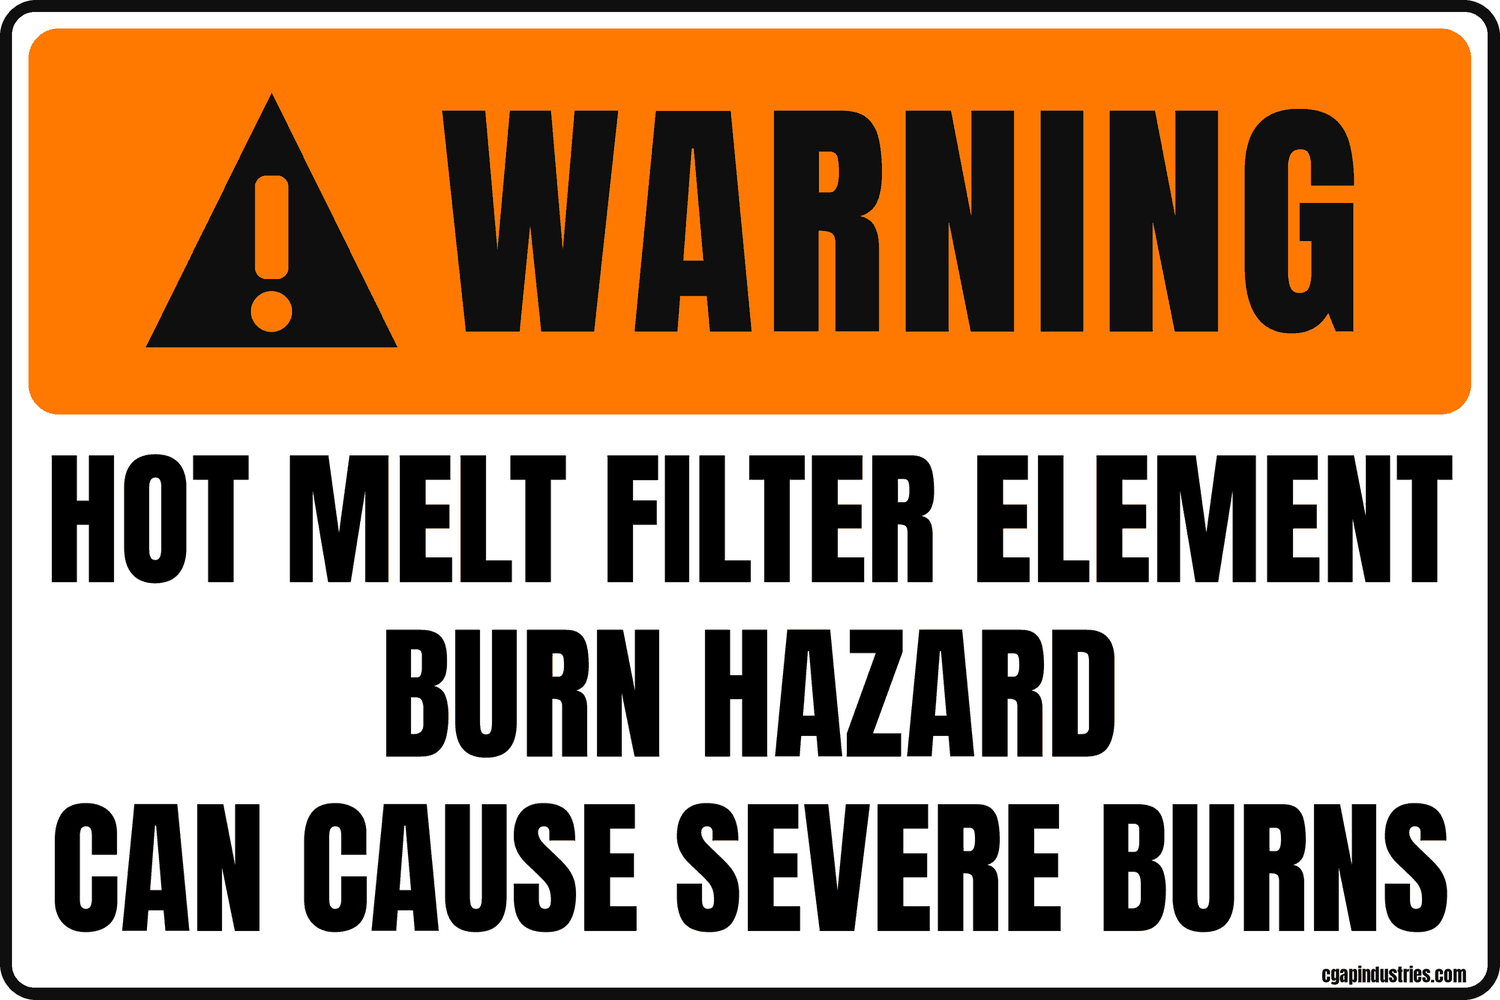 WARNING
HOT MELT FILTER ELEMENT
BURN HAZARD
CAN CAUSE SEVERE BURNS
cgapindustries.com